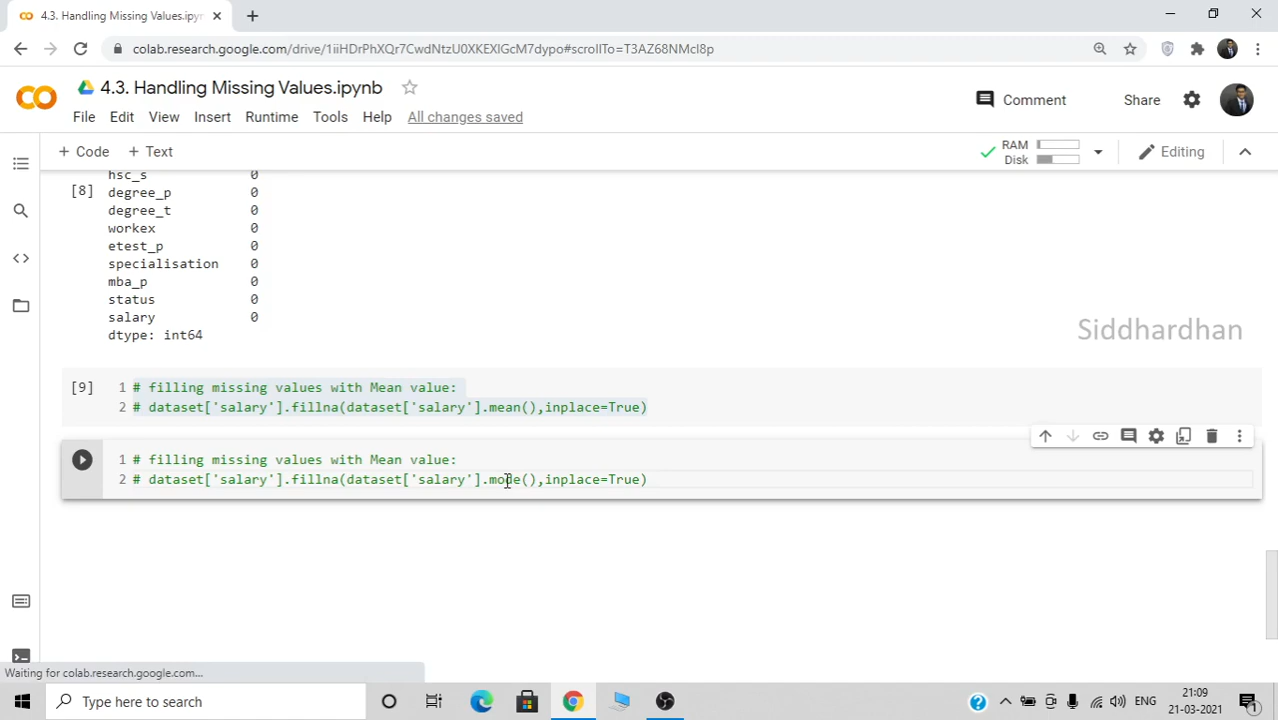 4.3. Handling Missing Values.ipyn
colab.research.google.com/drive/1iiHDrPhXQr7CwdNtzU0XKEXIGcM7dypo#scrollTo=T3AZ68NMcI8p
4.3. Handling Missing Values.ipynb
File Edit View Insert Runtime Tools Help All changes saved
Comment
Share
+ Code + Text
RAM
Disk
Editing
hsc_s 0
[8]
degree_p 0
degree_t 0
workex 0
etest_p 0
specialisation 0
mba_p 0
status 0
salary 0
dtype: int64
Siddhardhan
[9]
1 # filling missing values with Mean value:
2 # dataset['salary'].fillna(dataset['salary'].mean(),inplace=True)
1 # filling missing values with Mean value:
2 # dataset['salary'].fillna(dataset['salary'].mode(),inplace=True)
Waiting for colab.research.google.com...
Type here to search
ENG
21:09
21-03-2021
1